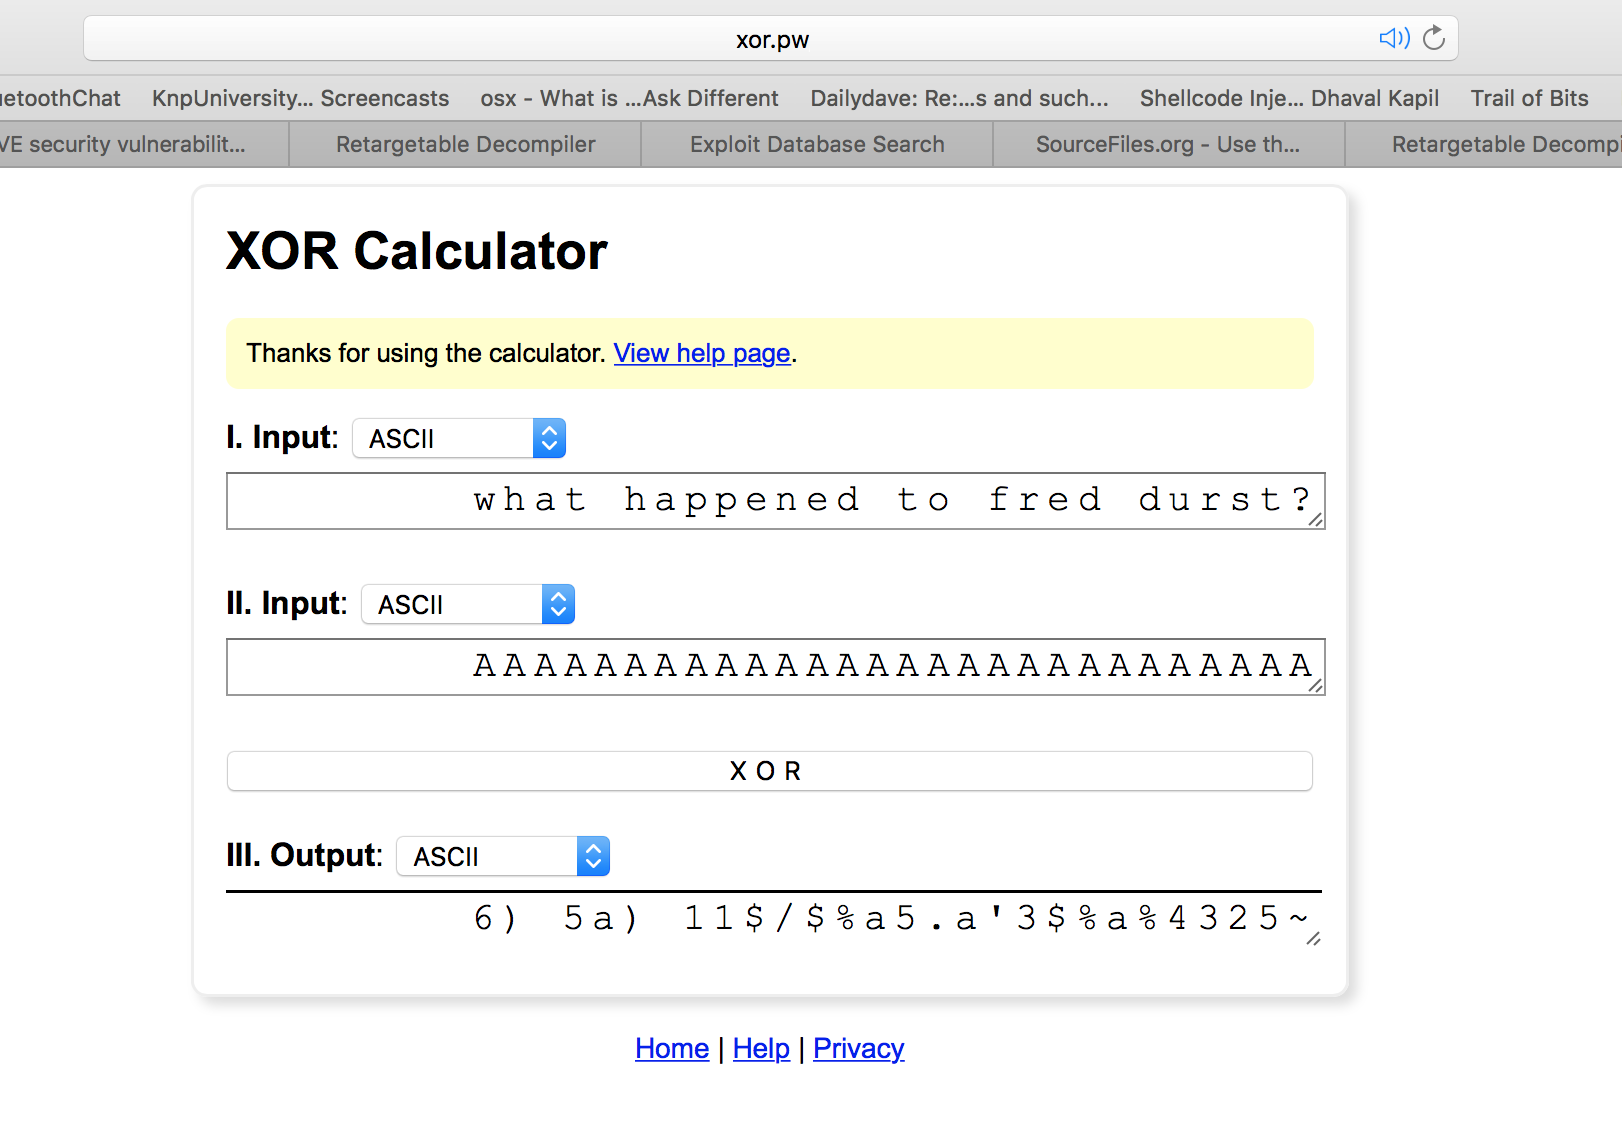 xor.pw
etoothChat KnpUniversity... Screencasts osx - What is ...Ask Different Dailydave: Re:...s and such... Shellcode Inje... Dhaval Kapil Trail of Bits
VE security vulnerabilit... Retargetable Decompiler Exploit Database Search SourceFiles.org - Use th... Retargetable Decompi
XOR Calculator
Thanks for using the calculator. View help page.
I. Input: ASCII
what happened to fred durst?
II. Input: ASCII
AAAAAAAAAAAAAAAAAAAAAAAAAAAA
X O R
III. Output: ASCII
6) 5a) 11$/$%a5.a'3$%a%4325~
Home | Help | Privacy